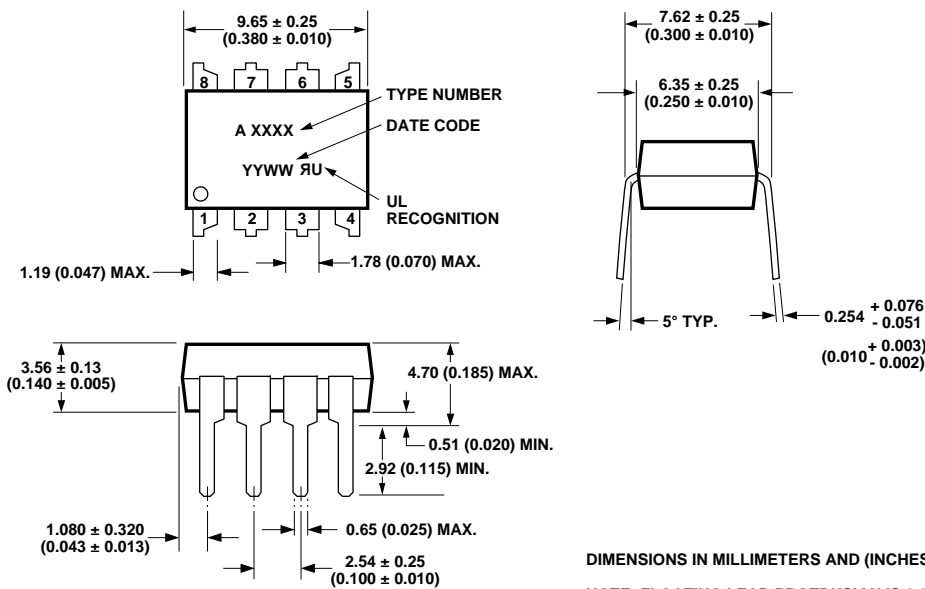 9.65 ± 0.25
(0.380 ± 0.010)
8 7 6 5
TYPE NUMBER
A XXXX
DATE CODE
YYWW ЯU
UL
RECOGNITION
1 2 3 4
1.19 (0.047) MAX.
1.78 (0.070) MAX.
7.62 ± 0.25
(0.300 ± 0.010)
6.35 ± 0.25
(0.250 ± 0.010)
5° TYP.
0.254 + 0.076
- 0.051
(0.010 + 0.003)
- 0.002)
3.56 ± 0.13
(0.140 ± 0.005)
4.70 (0.185) MAX.
0.51 (0.020) MIN.
2.92 (0.115) MIN.
1.080 ± 0.320
(0.043 ± 0.013)
0.65 (0.025) MAX.
2.54 ± 0.25
(0.100 ± 0.010)
DIMENSIONS IN MILLIMETERS AND (INCHES